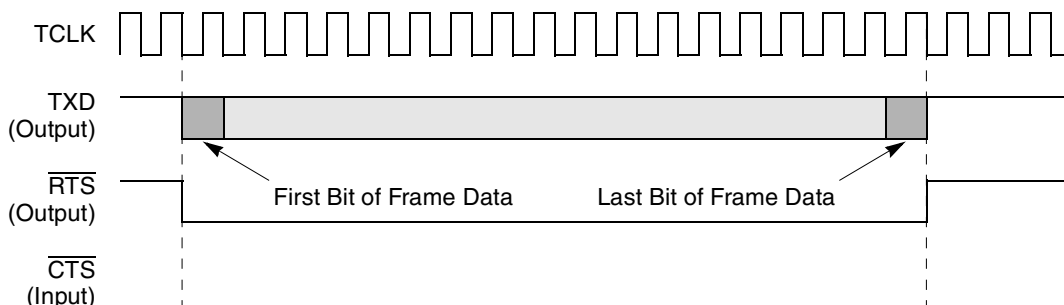 TCLK
TXD
(Output)
First Bit of Frame Data
Last Bit of Frame Data
RTS
(Output)
CTS
(Input)